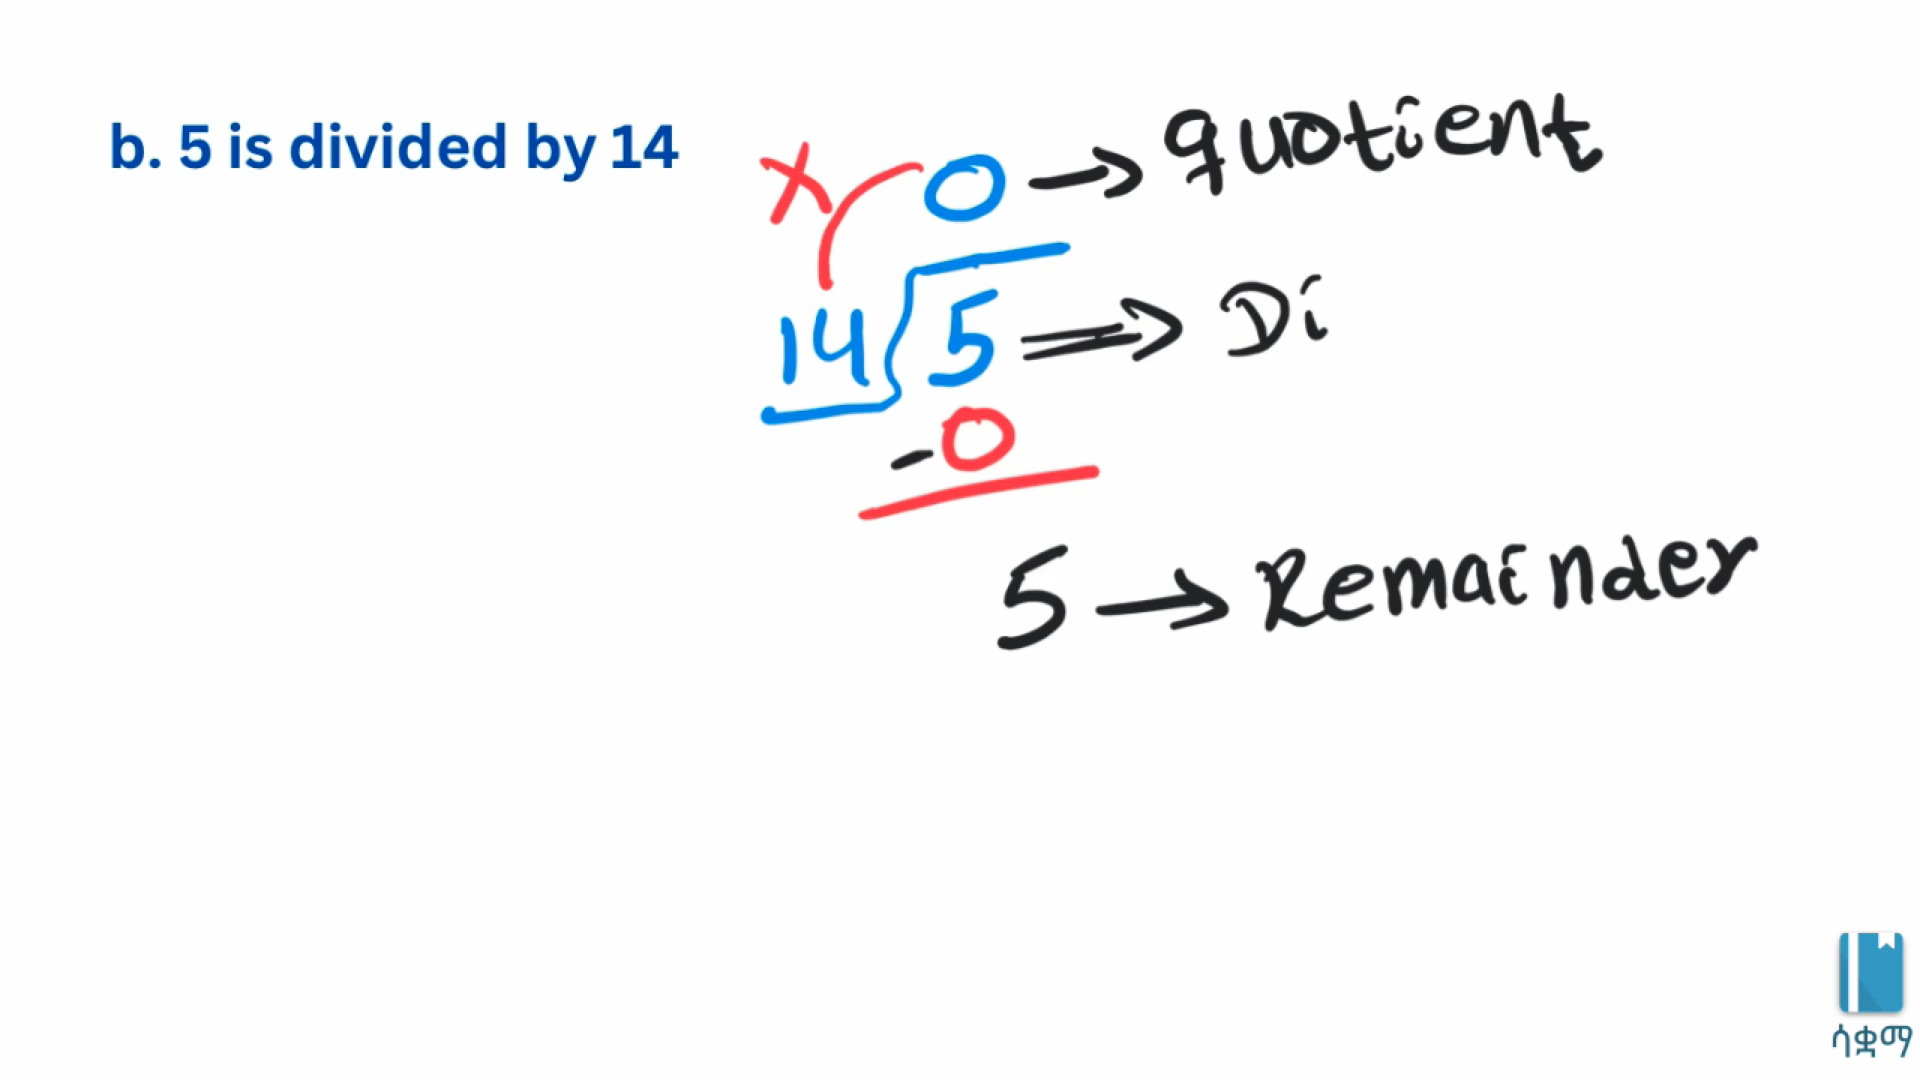 b. 5 is divided by 14
x 0 → quotient
14 5 ⇒ Di
-0
5 → Remainder
ሳቋማ